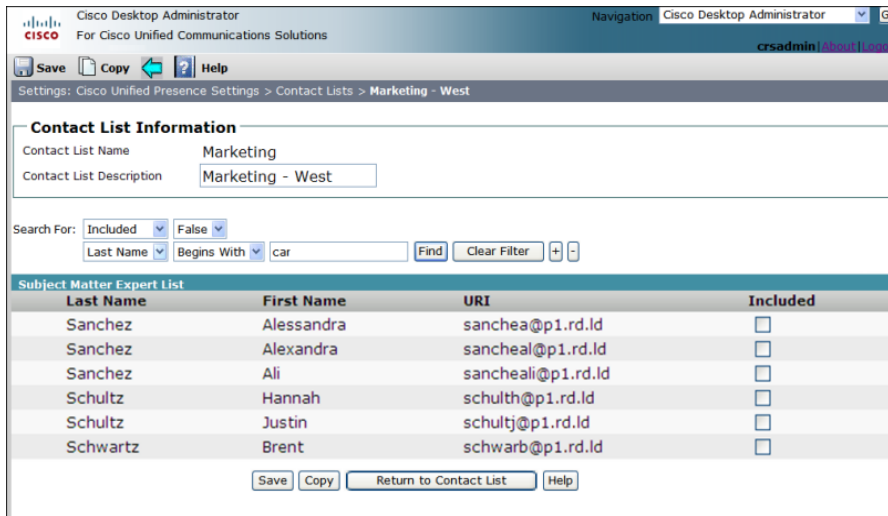 Cisco Desktop Administrator Navigation Cisco Desktop Administrator
CISCO For Cisco Unified Communications Solutions
crsadmin|About|
Save Copy ? Help
Settings: Cisco Unified Presence Settings > Contact Lists > Marketing - West
Contact List Information
Contact List Name Marketing
Contact List Description Marketing - West
Search For: Included False
Last Name Begins With car Find Clear Filter + -
Subject Matter Expert List
Last Name First Name URI Included
Sanchez Alessandra sanchea@p1.rd.ld
Sanchez Alexandra sancheal@p1.rd.ld
Sanchez Ali sancheali@p1.rd.ld
Schultz Hannah schulth@p1.rd.ld
Schultz Justin schultj@p1.rd.ld
Schwartz Brent schwarb@p1.rd.ld
Save Copy Return to Contact List Help